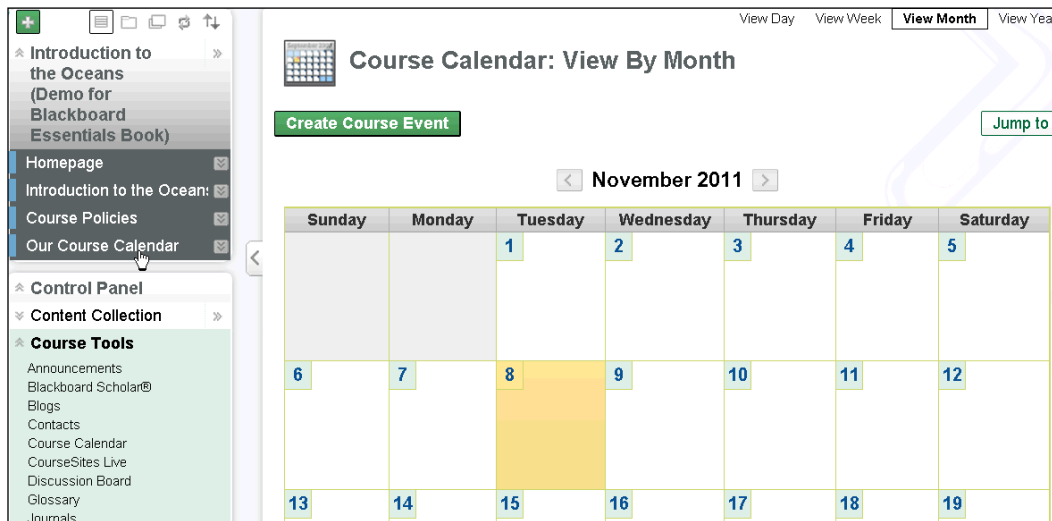 Introduction to
the Oceans
(Demo for
Blackboard
Essentials Book)
Homepage
Introduction to the Oceans
Course Policies
Our Course Calendar
Control Panel
Content Collection
Course Tools
Announcements
Blackboard Scholar®
Blogs
Contacts
Course Calendar
CourseSites Live
Discussion Board
Glossary
Journals
View Day View Week View Month View Yea
Course Calendar: View By Month
Create Course Event
Jump to
November 2011
Sunday Monday Tuesday Wednesday Thursday Friday Saturday
1 2 3 4 5
6 7 8 9 10 11 12
13 14 15 16 17 18 19